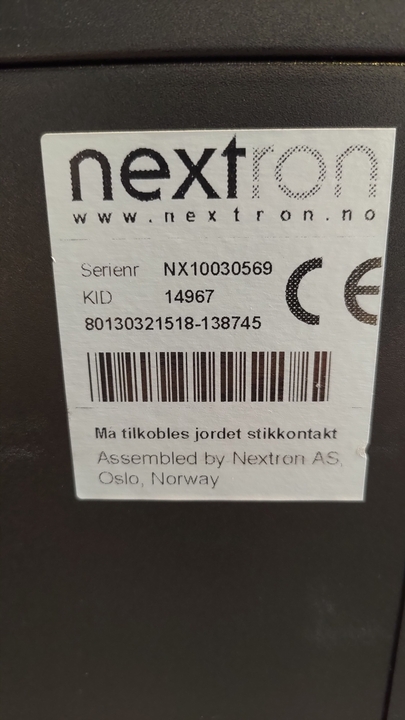 nextron
www.nextron.no
Serienr NX10030569
KID 14967
80130321518-138745
CE
Ma tilkobles jordet stikkontakt
Assembled by Nextron AS,
Oslo, Norway